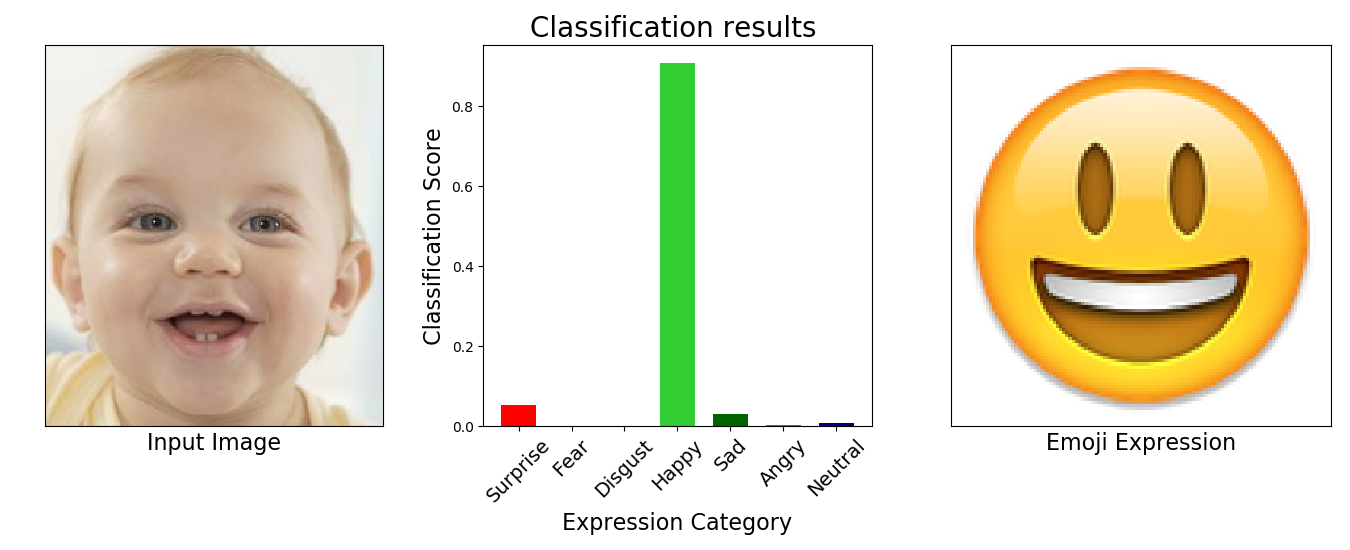 Classification results
Classification Score
0.8
0.6
0.4
0.2
0.0
Surprise
Fear
Disgust
Happy
Sad
Angry
Neutral
Expression Category
Input Image
Emoji Expression